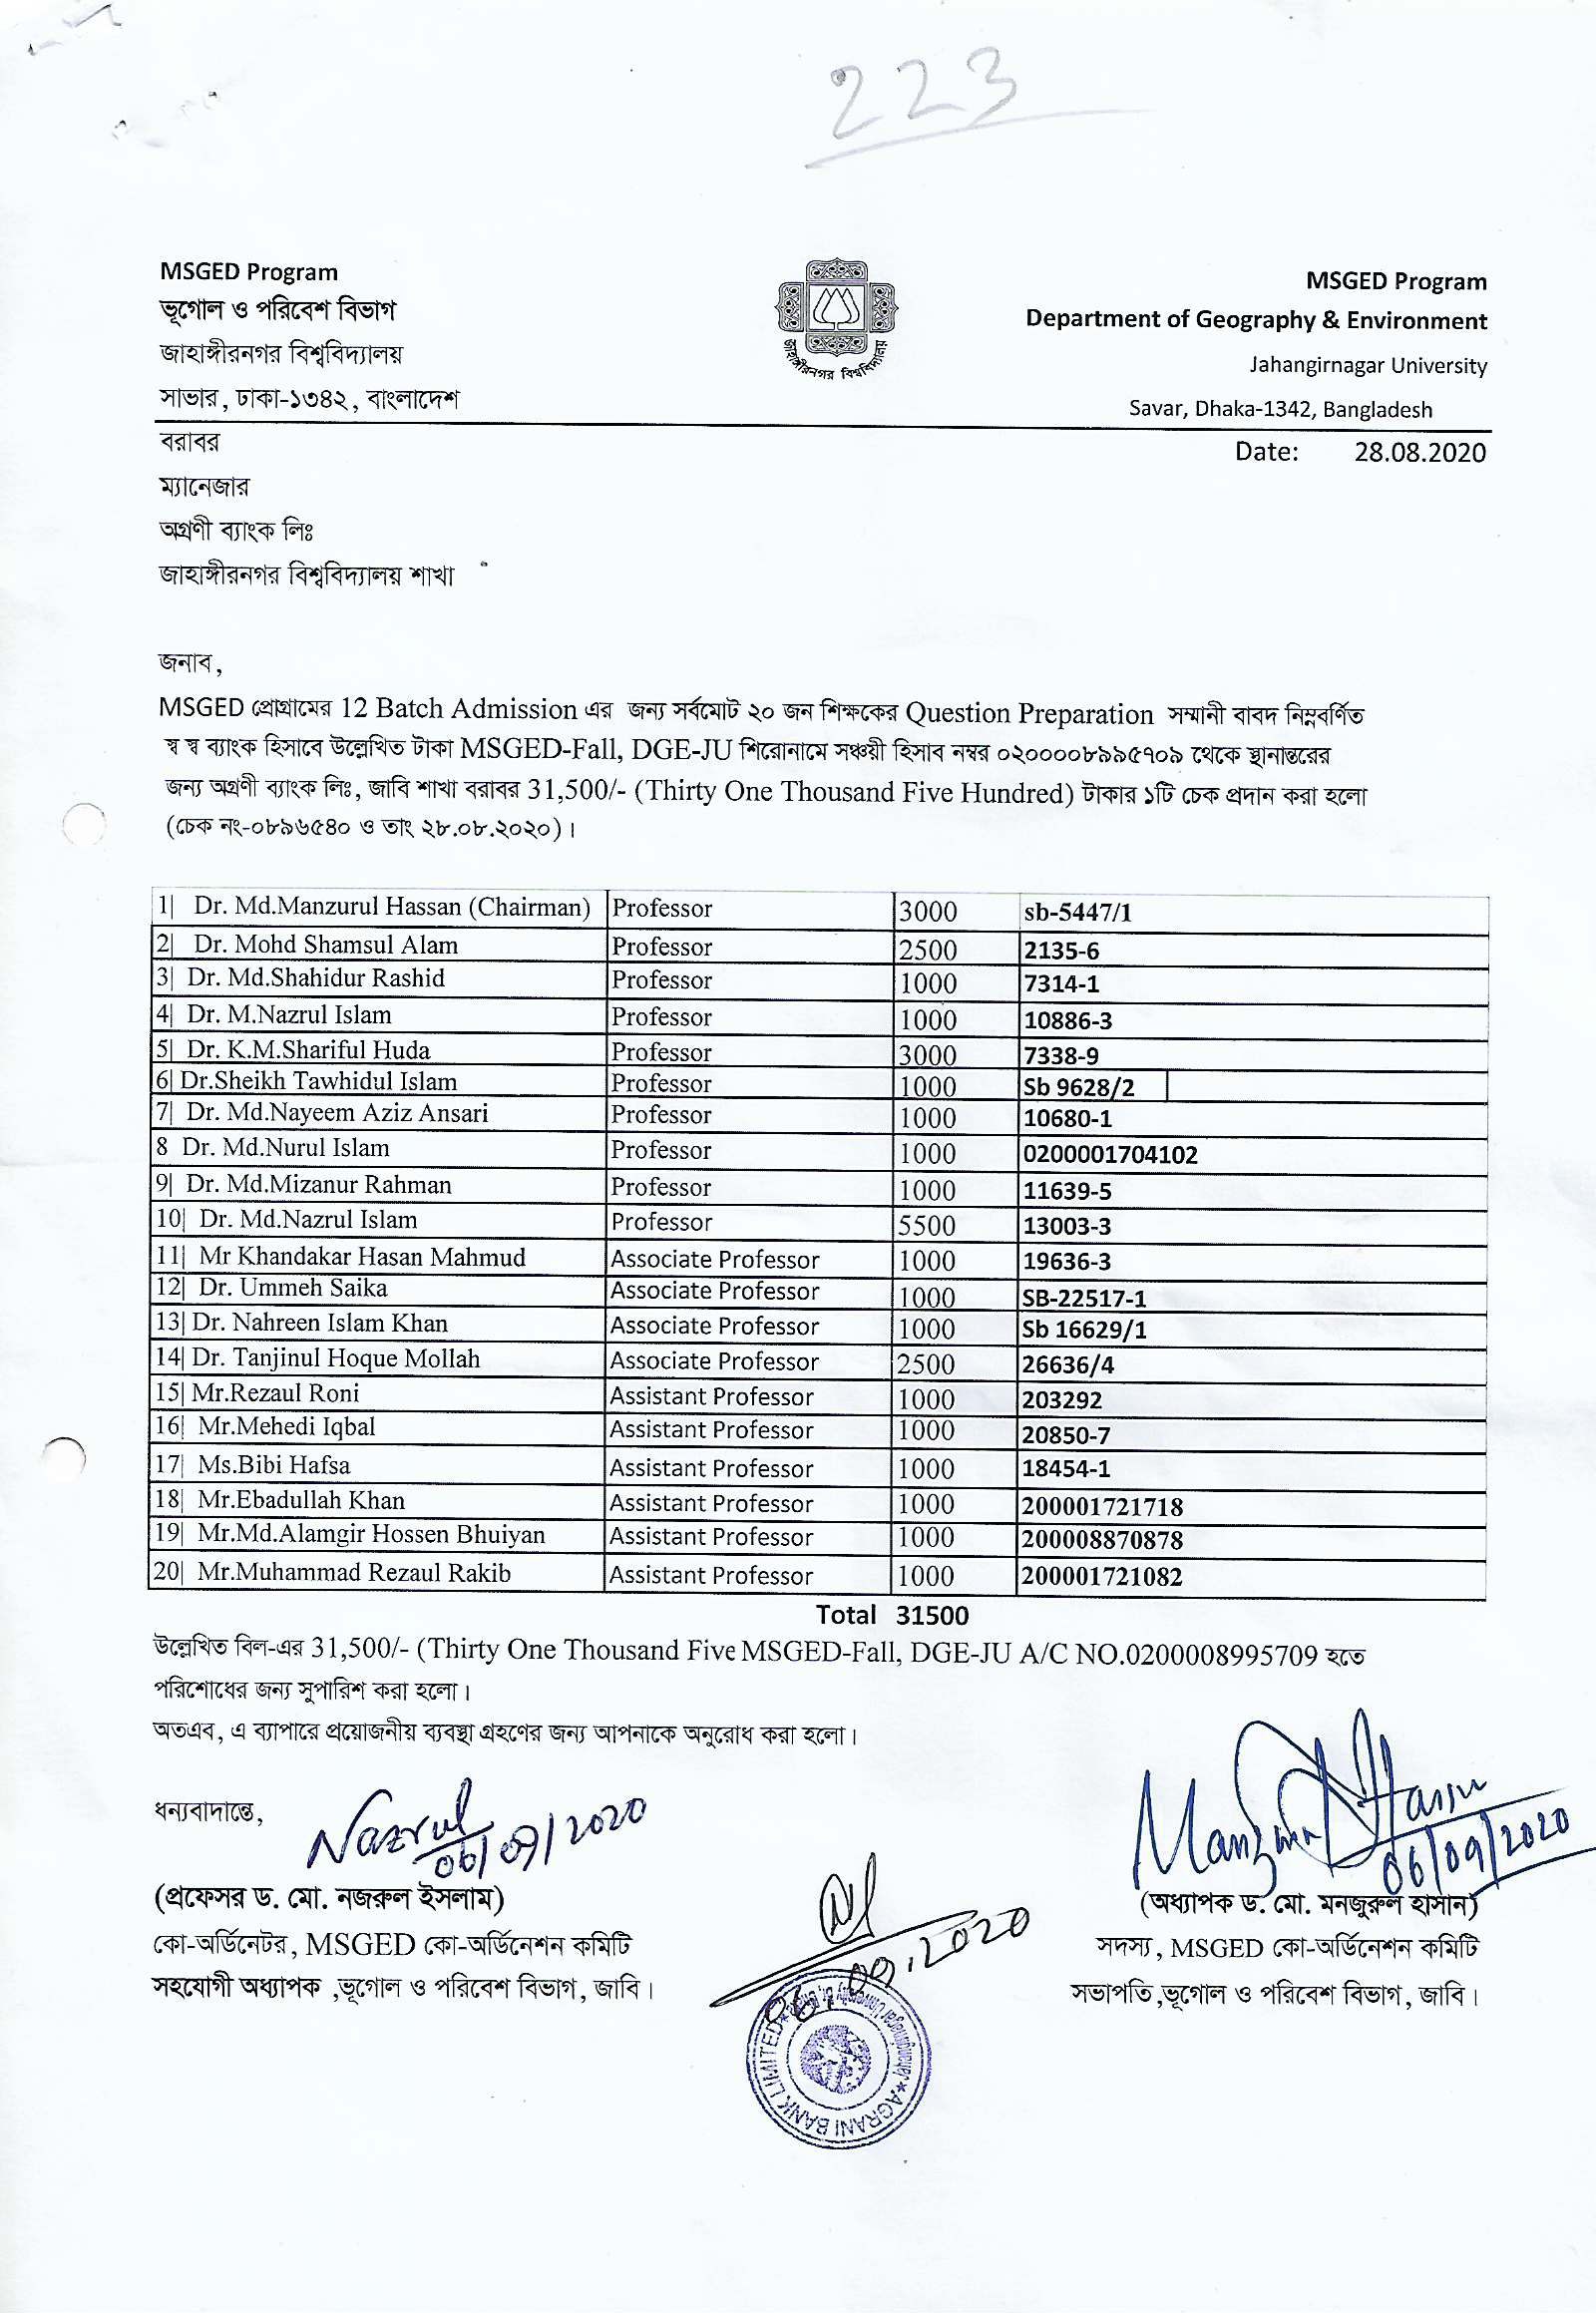 223
MSGED Program
ভূগোল ও পরিবেশ বিভাগ
জাহাঙ্গীরনগর বিশ্ববিদ্যালয়
সাভার, ঢাকা-১৩৪২, বাংলাদেশ
জাহাঙ্গীরনগর বিশ্ববিদ্যালয়
MSGED Program
Department of Geography & Environment
Jahangirnagar University
Savar, Dhaka-1342, Bangladesh
Date: 28.08.2020
বরাবর
ম্যানেজার
অগ্রণী ব্যাংক লিঃ
জাহাঙ্গীরনগর বিশ্ববিদ্যালয় শাখা
জনাব,
MSGED প্রোগ্রামের 12 Batch Admission এর জন্য সর্বমোট ২০ জন শিক্ষকের Question Preparation সম্মানী বাবদ নিম্নবর্ণিত
স্ব স্ব ব্যাংক হিসাবে উল্লেখিত টাকা MSGED-Fall, DGE-JU শিরোনামে সঞ্চয়ী হিসাব নম্বর ০২০০০০৮৯৯৫৭০৯ থেকে স্থানান্তরের
জন্য অগ্রণী ব্যাংক লিঃ, জাবি শাখা বরাবর 31,500/- (Thirty One Thousand Five Hundred) টাকার ১টি চেক প্রদান করা হলো
(চেক নং-০৮৯৬৫৪০ ও তাং ২৮.০৮.২০২০)।
1| Dr. Md.Manzurul Hassan (Chairman) Professor 3000 sb-5447/1
2| Dr. Mohd Shamsul Alam Professor 2500 2135-6
3| Dr. Md.Shahidur Rashid Professor 1000 7314-1
4| Dr. M.Nazrul Islam Professor 1000 10886-3
5| Dr. K.M.Shariful Huda Professor 3000 7338-9
6| Dr.Sheikh Tawhidul Islam Professor 1000 Sb 9628/2
7| Dr. Md.Nayeem Aziz Ansari Professor 1000 10680-1
8 Dr. Md.Nurul Islam Professor 1000 0200001704102
9| Dr. Md.Mizanur Rahman Professor 1000 11639-5
10| Dr. Md.Nazrul Islam Professor 5500 13003-3
11| Mr Khandakar Hasan Mahmud Associate Professor 1000 19636-3
12| Dr. Ummeh Saika Associate Professor 1000 SB-22517-1
13| Dr. Nahreen Islam Khan Associate Professor 1000 Sb 16629/1
14| Dr. Tanjinul Hoque Mollah Associate Professor 2500 26636/4
15| Mr.Rezaul Roni Assistant Professor 1000 203292
16| Mr.Mehedi Iqbal Assistant Professor 1000 20850-7
17| Ms.Bibi Hafsa Assistant Professor 1000 18454-1
18| Mr.Ebadullah Khan Assistant Professor 1000 200001721718
19| Mr.Md.Alamgir Hossen Bhuiyan Assistant Professor 1000 200008870878
20| Mr.Muhammad Rezaul Rakib Assistant Professor 1000 200001721082
Total 31500
উল্লেখিত বিল-এর 31,500/- (Thirty One Thousand Five MSGED-Fall, DGE-JU A/C NO.0200008995709 হতে
পরিশোধের জন্য সুপারিশ করা হলো।
অতএব, এ ব্যাপারে প্রয়োজনীয় ব্যবস্থা গ্রহণের জন্য আপনাকে অনুরোধ করা হলো।
ধন্যবাদান্তে,
Nazrul
06/09/2020
(প্রফেসর ড. মো. নজরুল ইসলাম)
কো-অর্ডিনেটর, MSGED কো-অর্ডিনেশন কমিটি
সহযোগী অধ্যাপক ,ভূগোল ও পরিবেশ বিভাগ, জাবি।
06.09.2020
AGRANI BANK LIMITED
Jahangirnagar University Br.
06/09/2020
(অধ্যাপক ড. মো. মনজুরুল হাসান)
সদস্য, MSGED কো-অর্ডিনেশন কমিটি
সভাপতি,ভূগোল ও পরিবেশ বিভাগ, জাবি।